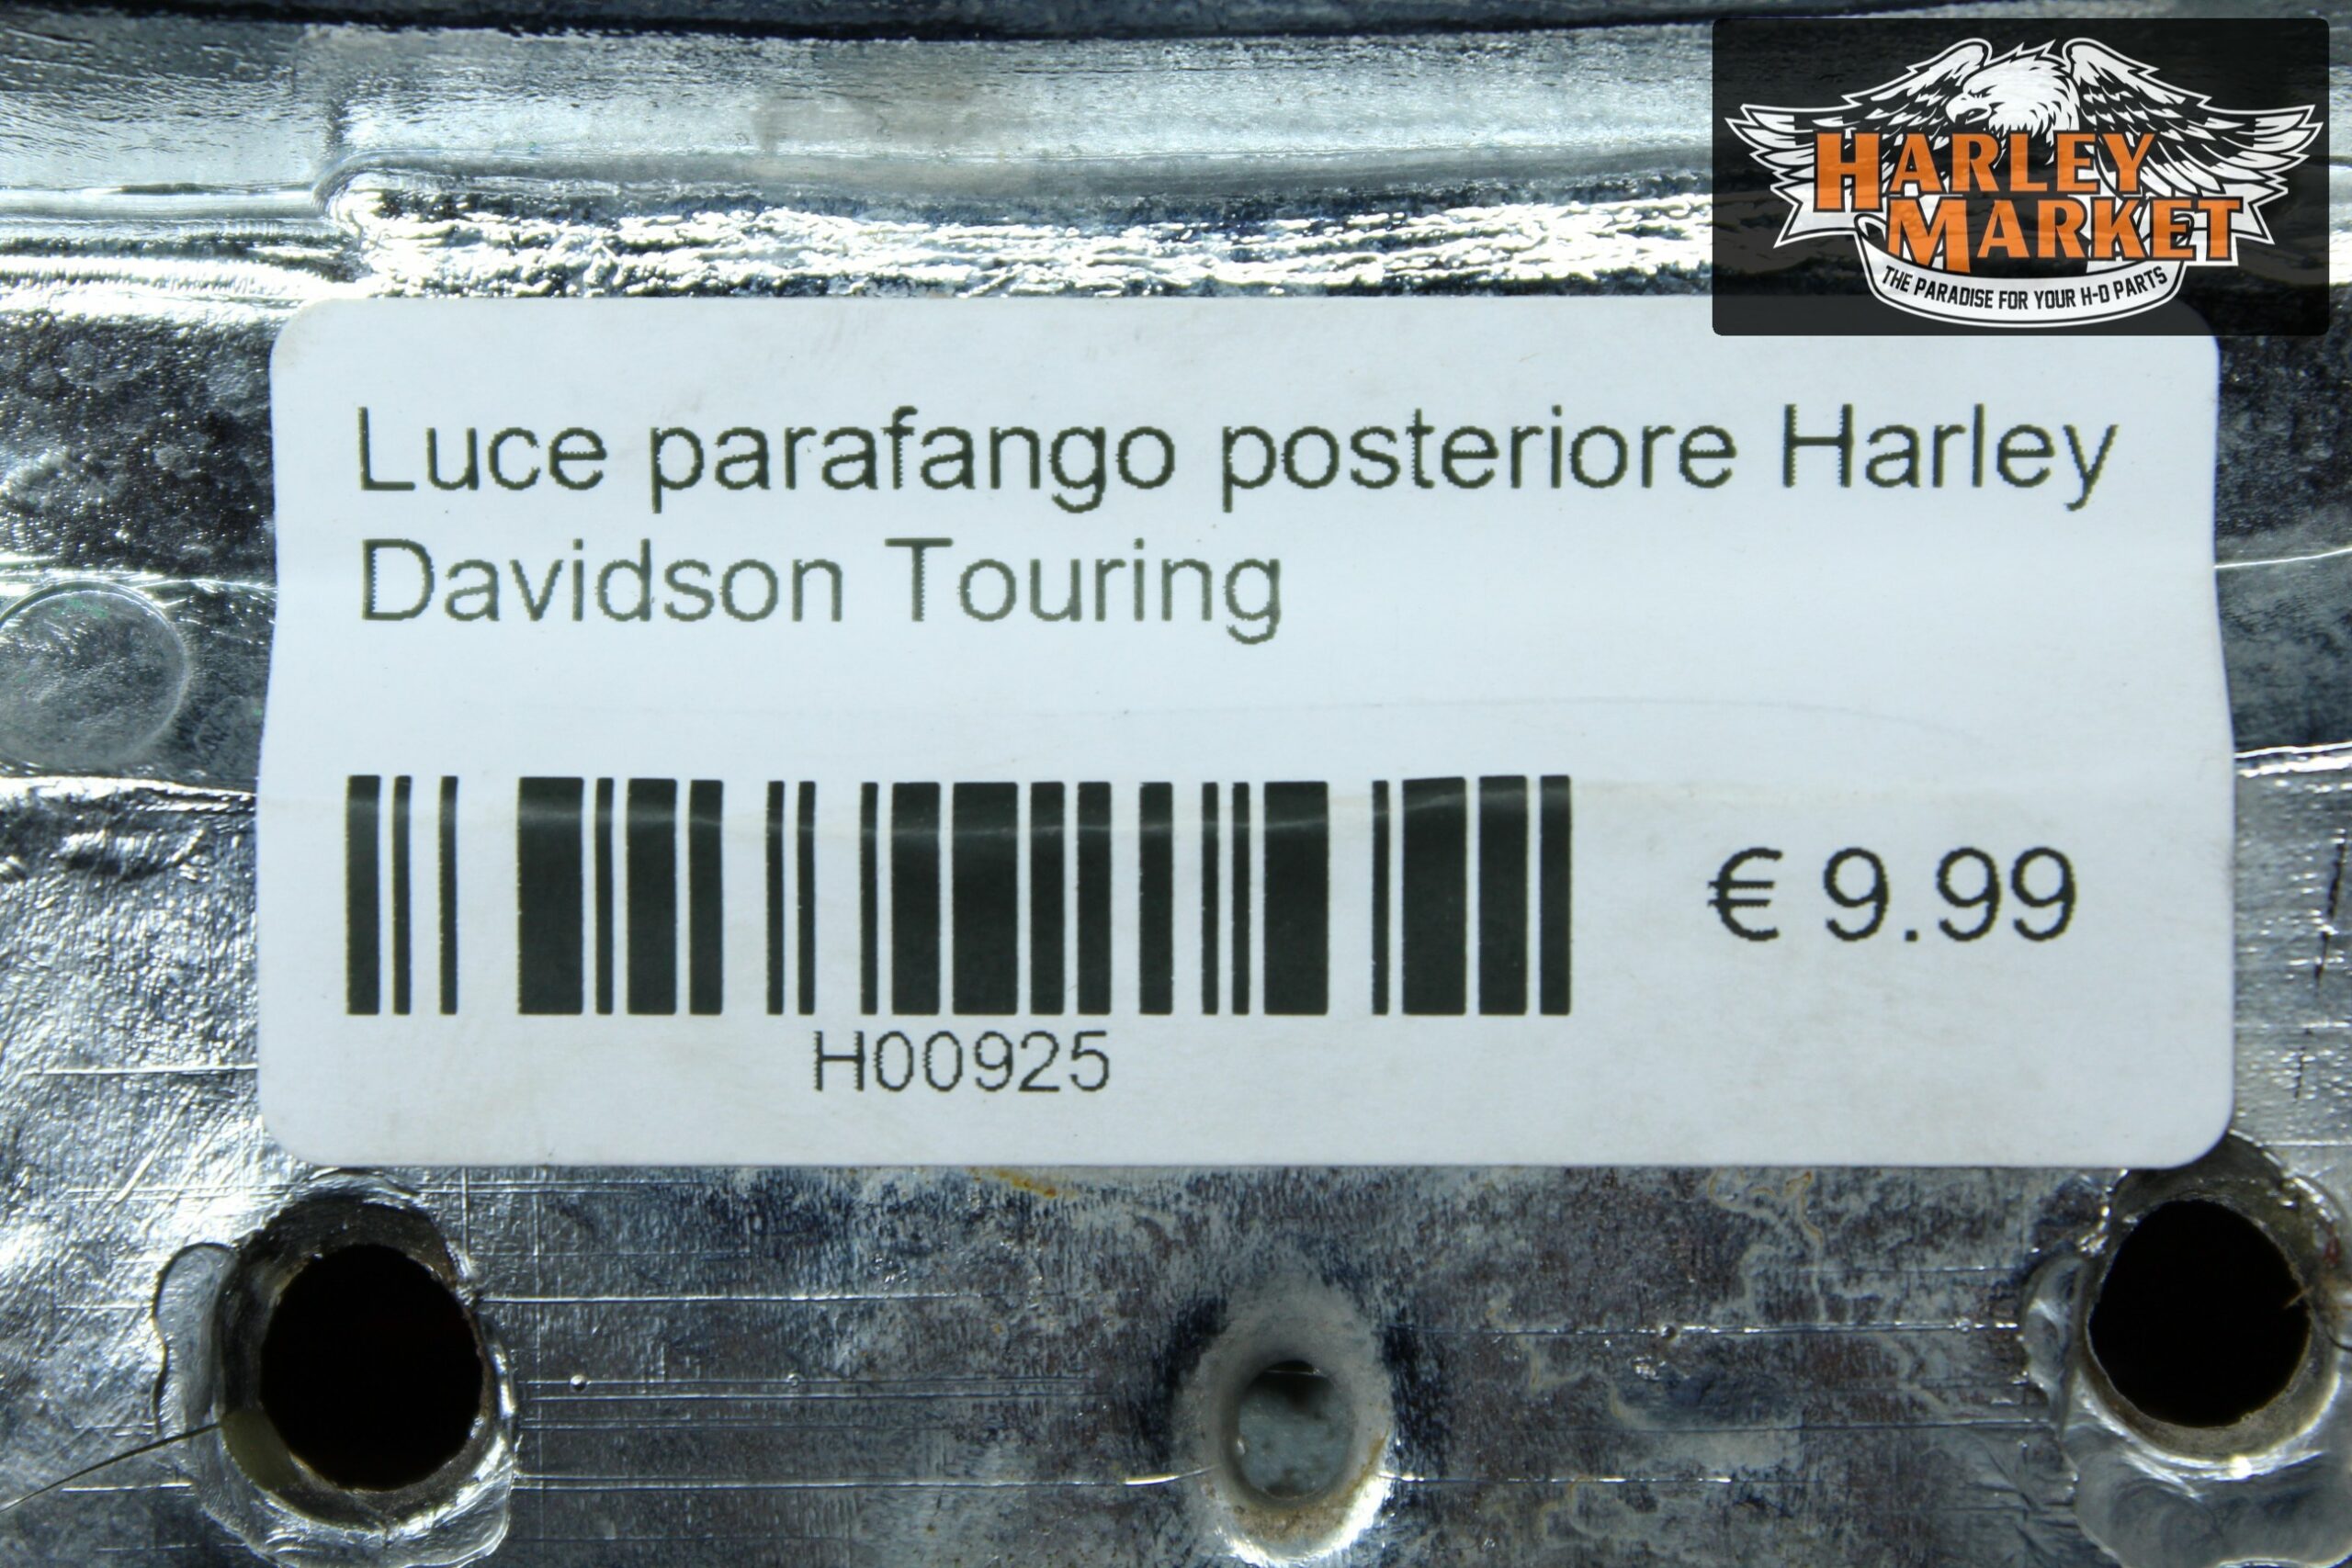 HARLEY
MARKET
THE PARADISE FOR YOUR H-D PARTS
Luce parafango posteriore Harley
Davidson Touring
€ 9.99
H00925